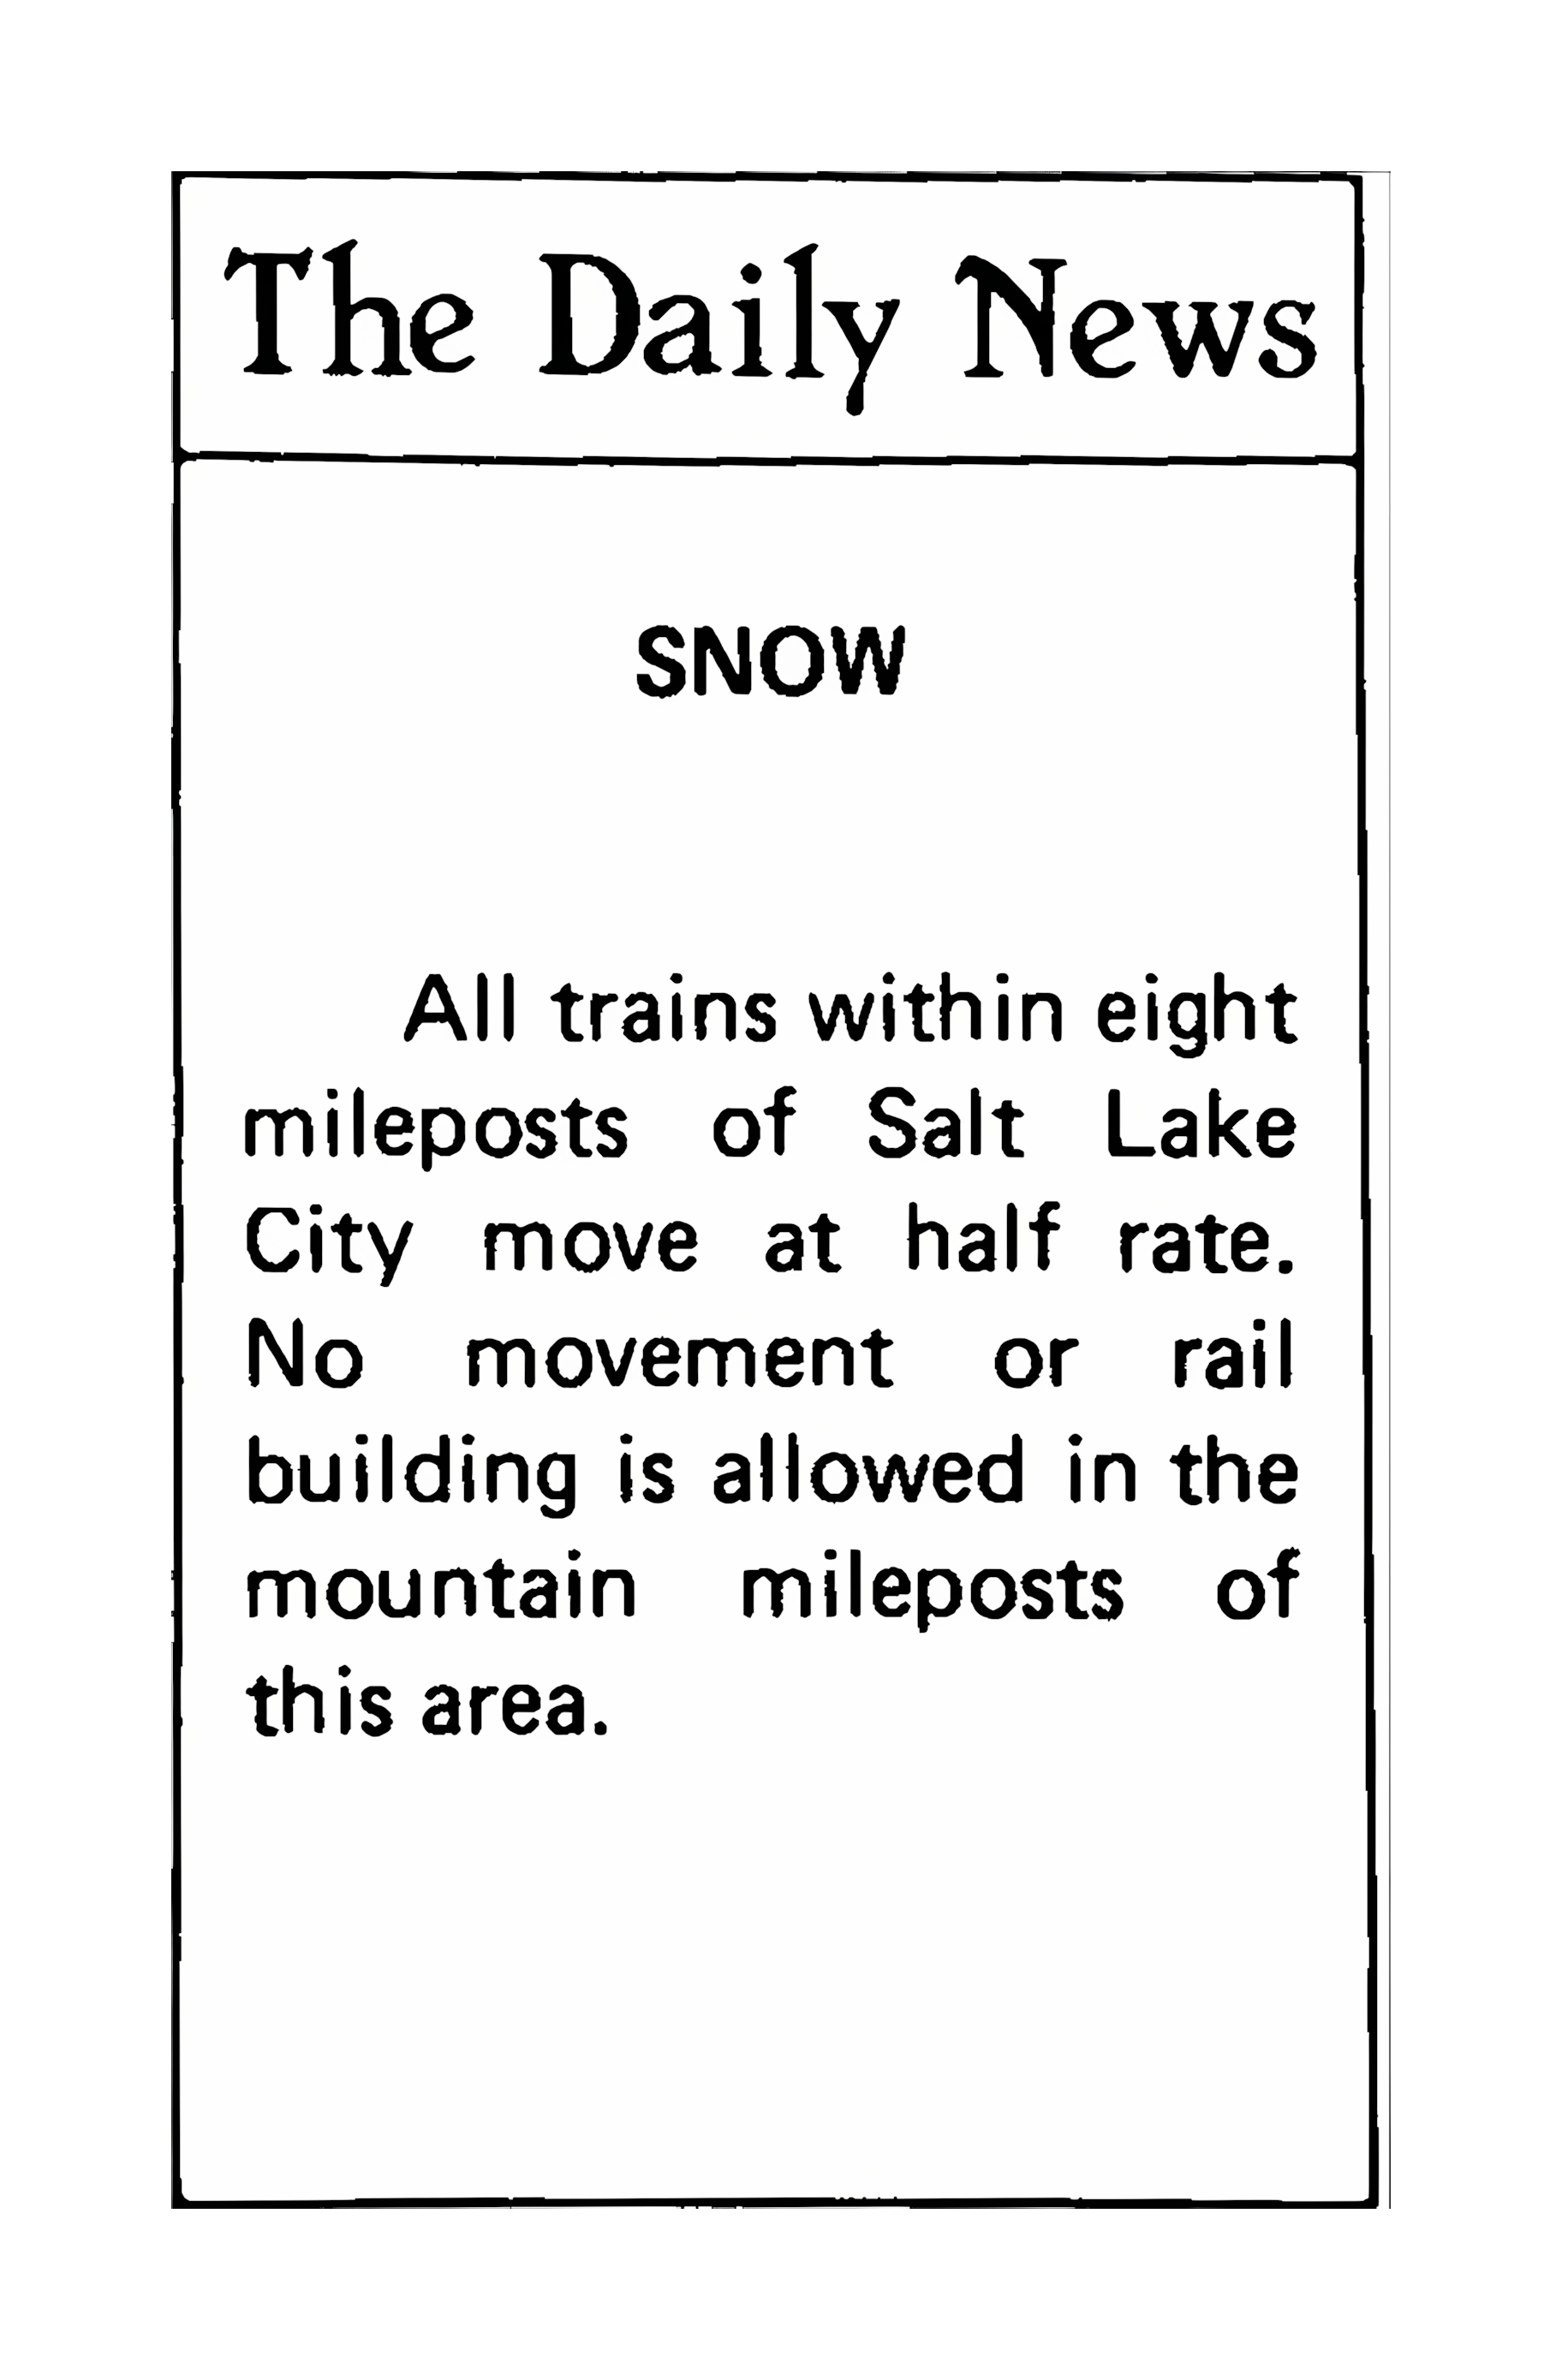 The Daily News
SNOW
All trains within eight
mileposts of Salt Lake
City move at half rate.
No movement or rail
building is allowed in the
mountain mileposts of
this area.